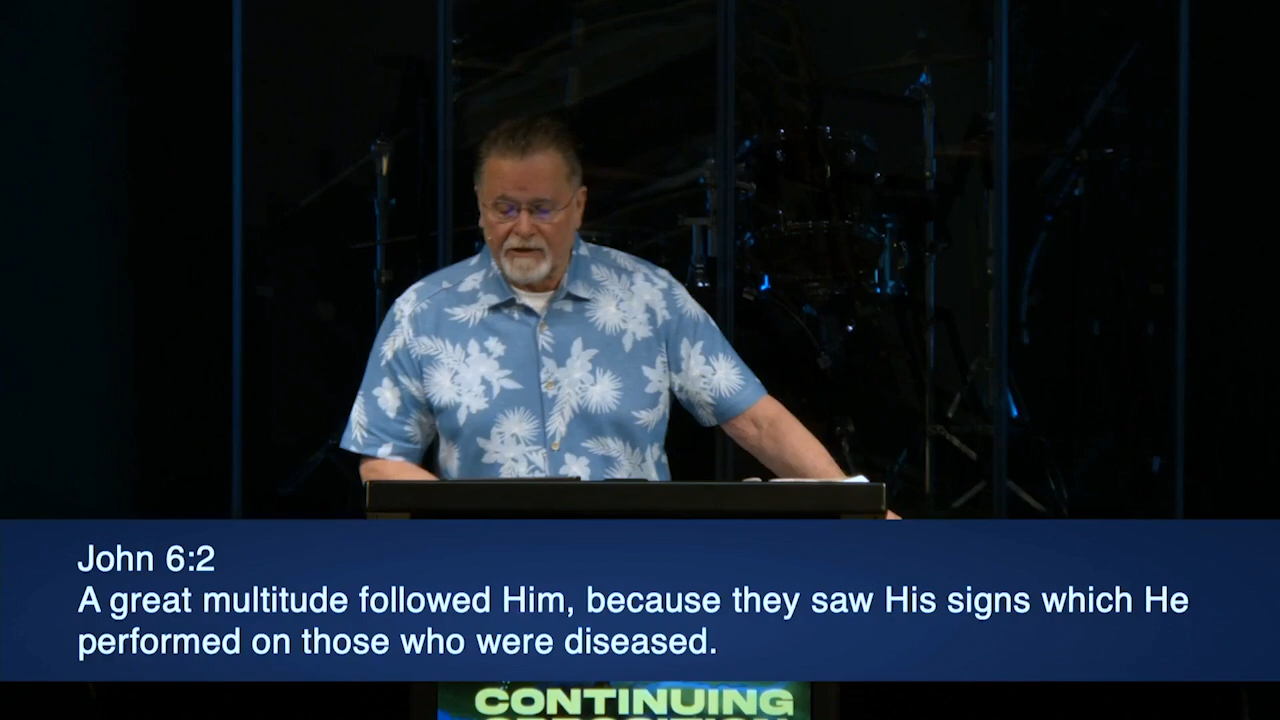 John 6:2
A great multitude followed Him, because they saw His signs which He
performed on those who were diseased.
CONTINUING